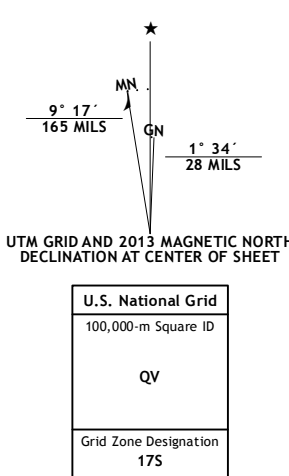 ★
MN
9° 17´
165 MILS
GN
1° 34´
28 MILS
UTM GRID AND 2013 MAGNETIC NORTH
DECLINATION AT CENTER OF SHEET
U.S. National Grid
100,000-m Square ID
QV
Grid Zone Designation
17S